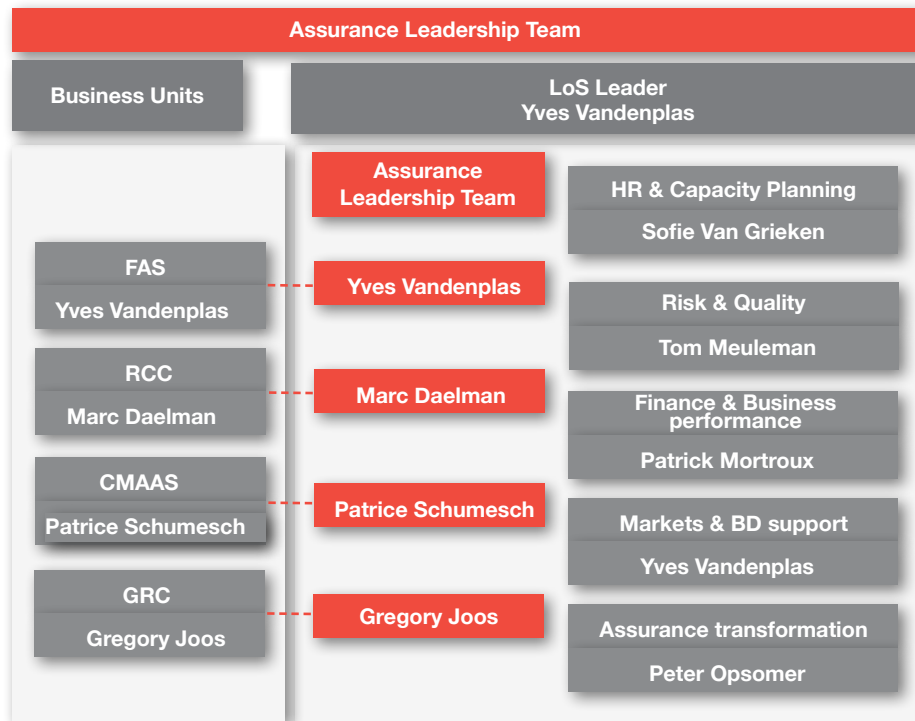 Assurance Leadership Team
Business Units
LoS Leader
Yves Vandenplas
FAS
Yves Vandenplas
RCC
Marc Daelman
CMAAS
Patrice Schumesch
GRC
Gregory Joos
Assurance
Leadership Team
Yves Vandenplas
Marc Daelman
Patrice Schumesch
Gregory Joos
HR & Capacity Planning
Sofie Van Grieken
Risk & Quality
Tom Meuleman
Finance & Business
performance
Patrick Mortroux
Markets & BD support
Yves Vandenplas
Assurance transformation
Peter Opsomer